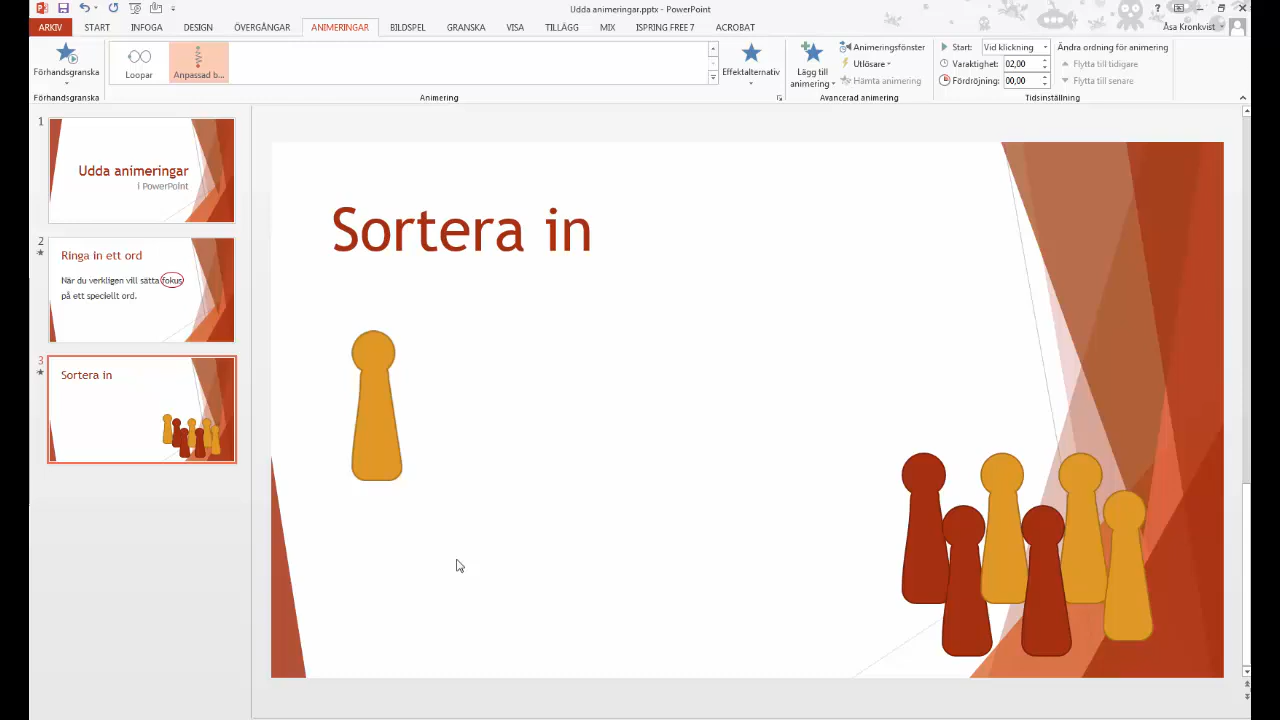 Udda animeringar.pptx - PowerPoint
?
ARKIV START INFOGA DESIGN ÖVERGÅNGAR ANIMERINGAR BILDSPEL GRANSKA VISA TILLÄGG MIX ISPRING FREE 7 ACROBAT Åsa Kronkvist
Förhandsgranska
Förhandsgranska
Loopar
Anpassad b...
Animering
Effektalternativ
Lägg till animering
Animeringsfönster
Utlösare
Hämta animering
Avancerad animering
Start: Vid klickning
Varaktighet: 02,00
Fördröjning: 00,00
Ändra ordning för animering
Flytta till tidigare
Flytta till senare
Tidsinställning
1
Udda animeringar
i PowerPoint
2
Ringa in ett ord
När du verkligen vill sätta fokus
på ett speciellt ord.
3
Sortera in
Sortera in